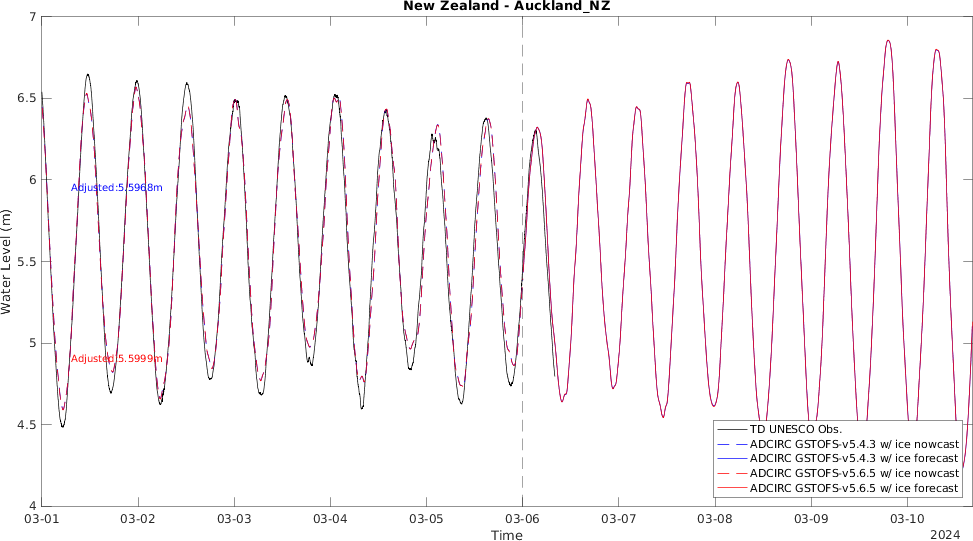 New Zealand - Auckland_NZ
Water Level (m)
7
6.5
6
5.5
5
4.5
4
Adjusted:5.5968m
Adjusted:5.5999m
TD UNESCO Obs.
ADCIRC GSTOFS-v5.4.3 w/ ice nowcast
ADCIRC GSTOFS-v5.4.3 w/ ice forecast
ADCIRC GSTOFS-v5.6.5 w/ ice nowcast
ADCIRC GSTOFS-v5.6.5 w/ ice forecast
03-01 03-02 03-03 03-04 03-05 03-06 03-07 03-08 03-09 03-10
Time
2024